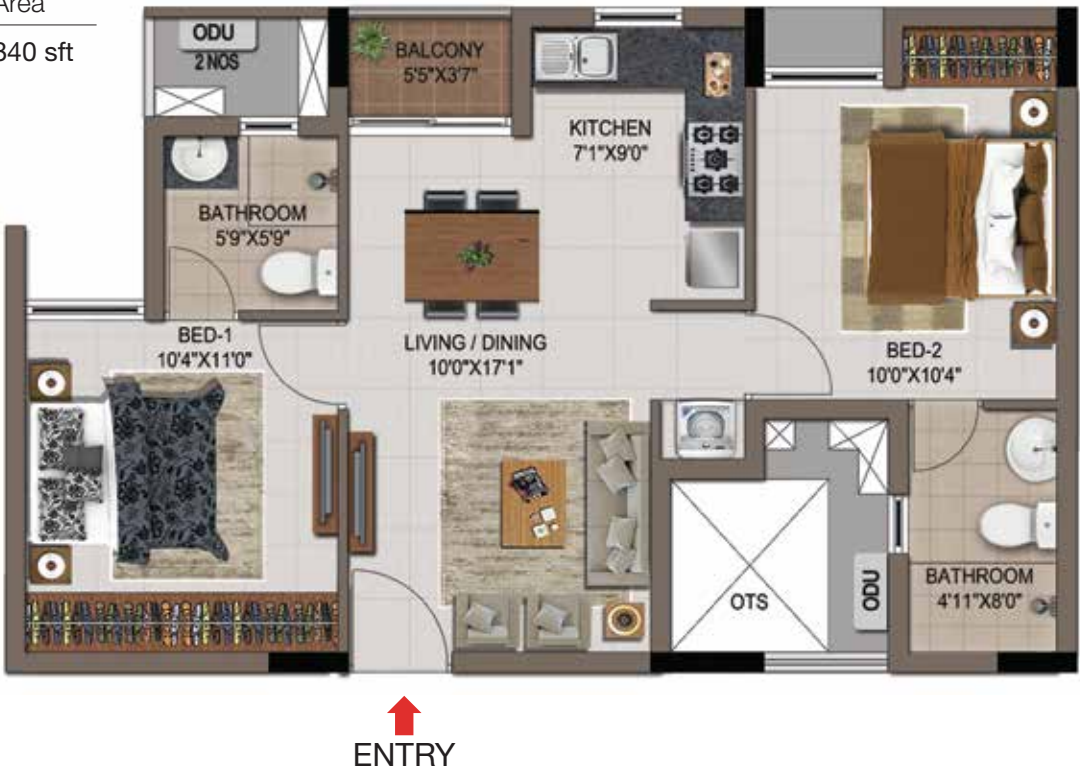 Area
ODU
2 NOS
BALCONY
5'5"X3'7"
KITCHEN
7'1"X9'0"
BATHROOM
5'9"X5'9"
BED-1
10'4"X11'0"
LIVING / DINING
10'0"X17'1"
BED-2
10'0"X10'4"
OTS
ODU
BATHROOM
4'11"X8'0"
ENTRY